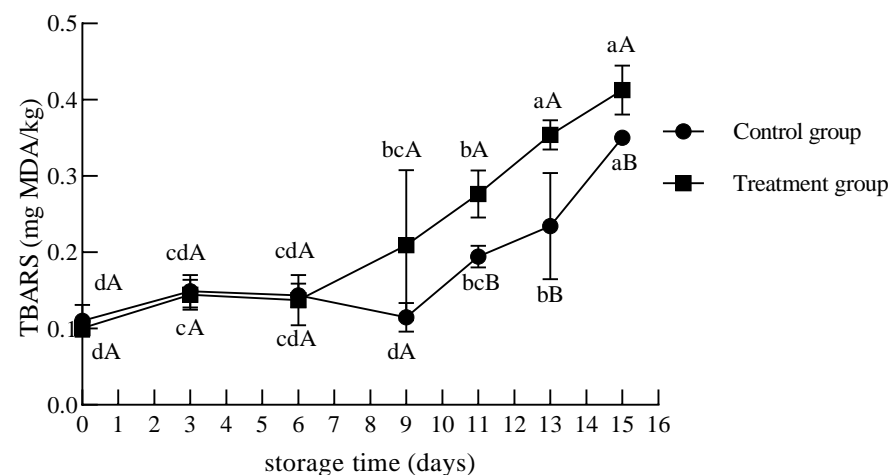 0.5
0.4
0.3
0.2
0.1
0.0
TBARS (mg MDA/kg)
dA
dA
cdA
cA
cdA
cdA
bcA
dA
bA
bcB
aA
bB
aA
aB
Control group
Treatment group
0 1 2 3 4 5 6 7 8 9 10 11 12 13 14 15 16
storage time (days)